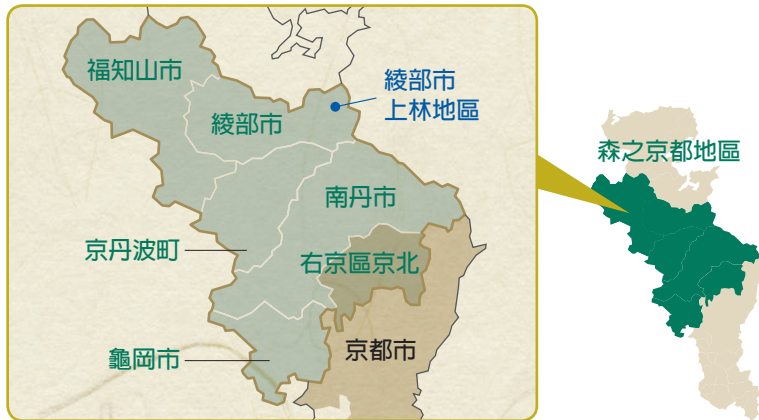 福知山市
綾部市
綾部市
上林地區
森之京都地區
南丹市
京丹波町
右京區京北
京都市
龜岡市